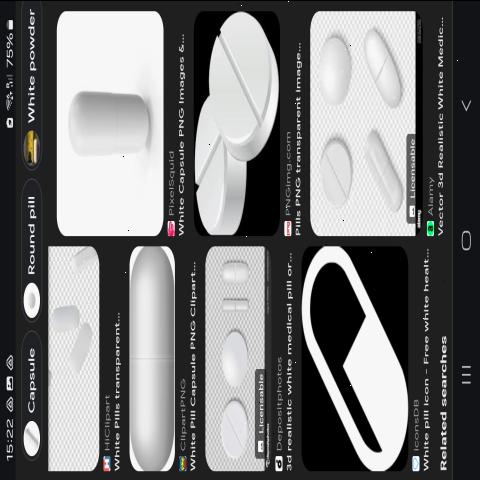 15:22
75%
Capsule
Round pill
White powder
HiClipart
White Pills transparent...
PixelSquid
White Capsule PNG Images &...
ClipartPNG
White Pill Capsule PNG Clipart...
PNGimg.com
Pills PNG transparent image...
Licensable
Depositphotos
3d realistic white medical pill or...
Licensable
Alamy
Vector 3d Realistic White Medic...
IconsDB
White pill icon - Free white healt...
Related searches